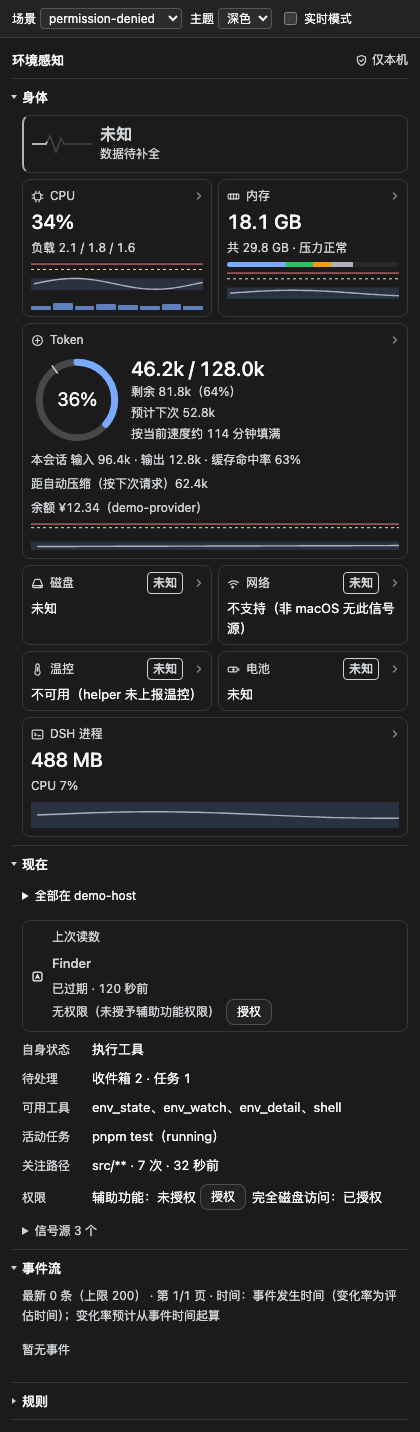 场景 permission-denied 主题 深色 实时模式
环境感知 仅本机
身体
未知
数据待补全
CPU
34%
负载 2.1 / 1.8 / 1.6
内存
18.1 GB
共 29.8 GB · 压力正常
Token
36%
46.2k / 128.0k
剩余 81.8k（64%）
预计下次 52.8k
按当前速度约 114 分钟填满
本会话 输入 96.4k · 输出 12.8k · 缓存命中率 63%
距自动压缩（按下次请求）62.4k
余额 ¥12.34（demo-provider）
磁盘 未知
未知
网络 未知
不支持（非 macOS 无此信号
源）
温控 未知
不可用（helper 未上报温控）
电池 未知
未知
DSH 进程
488 MB
CPU 7%
现在
全部在 demo-host
上次读数
Finder
已过期 · 120 秒前
无权限（未授予辅助功能权限） 授权
自身状态 执行工具
待处理 收件箱 2 · 任务 1
可用工具 env_state、env_watch、env_detail、shell
活动任务 pnpm test（running）
关注路径 src/** · 7 次 · 32 秒前
权限 辅助功能：未授权 授权 完全磁盘访问：已授权
信号源 3 个
事件流
最新 0 条（上限 200） · 第 1/1 页 · 时间：事件发生时间（变化率为评
估时间）；变化率预计从事件时间起算
暂无事件
规则